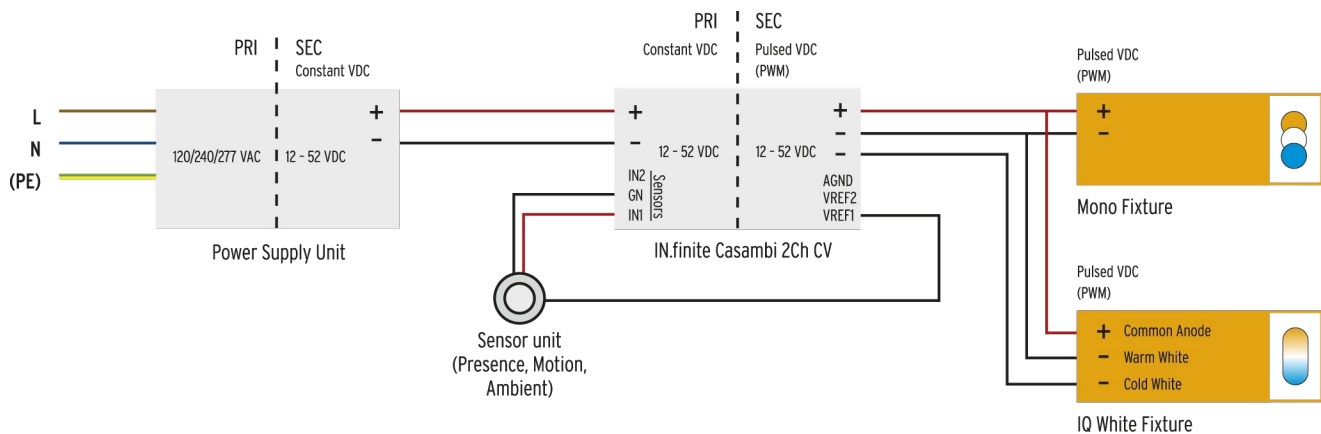 PRI SEC
Constant VDC
L
N
(PE)
+
-
120/240/277 VAC 12 - 52 VDC
Power Supply Unit
PRI SEC
Constant VDC Pulsed VDC
(PWM)
+ +
- -
-
12 - 52 VDC 12 - 52 VDC
IN2
GN
IN1
Sensors
AGND
VREF2
VREF1
IN.finite Casambi 2Ch CV
Sensor unit
(Presence, Motion,
Ambient)
Pulsed VDC
(PWM)
+
-
Mono Fixture
Pulsed VDC
(PWM)
+ Common Anode
- Warm White
- Cold White
IQ White Fixture